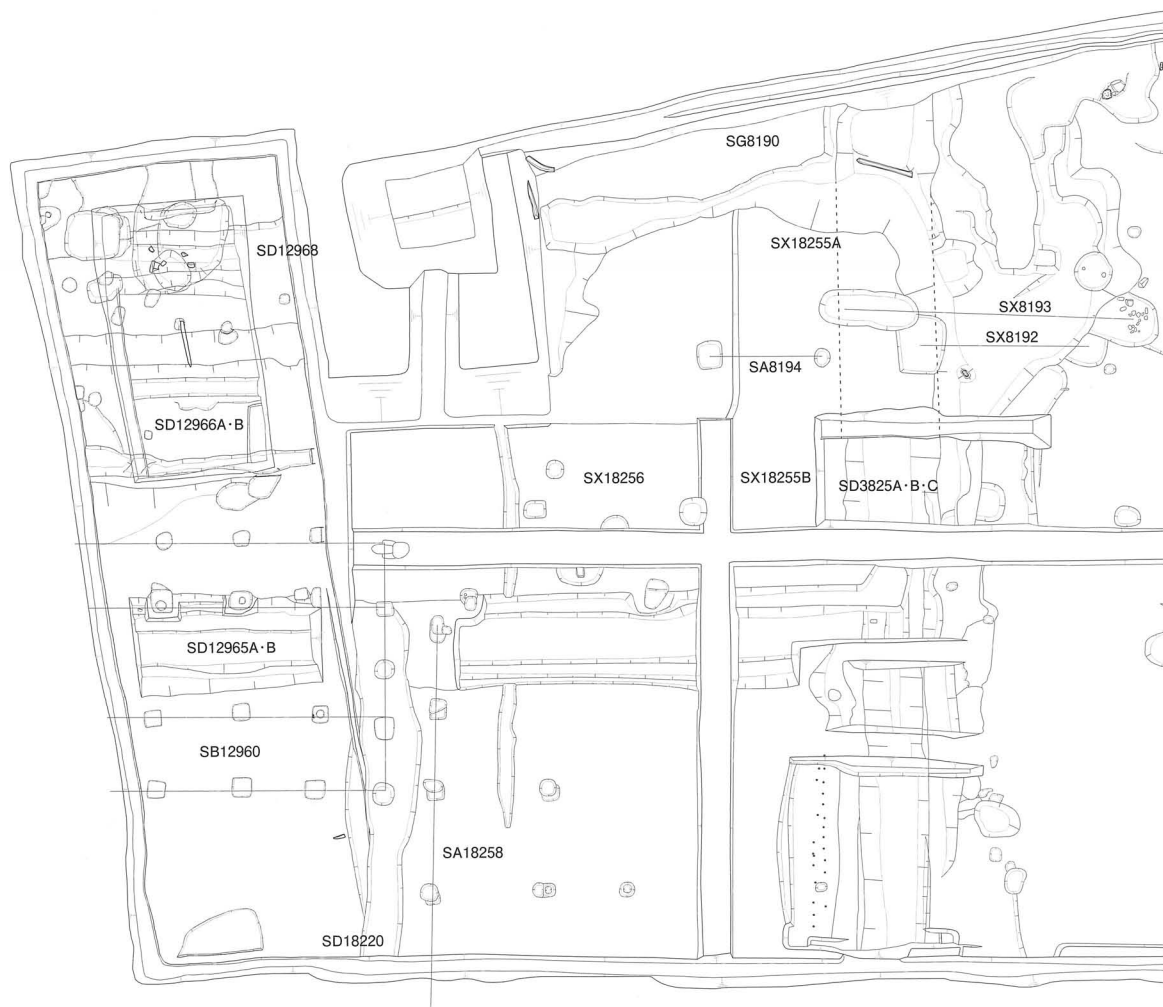 SG8190
SD12968
SX18255A
SX8193
SX8192
SA8194
SD12966A・B
SX18256
SX18255B
SD3825A・B・C
SD12965A・B
SB12960
SA18258
SD18220